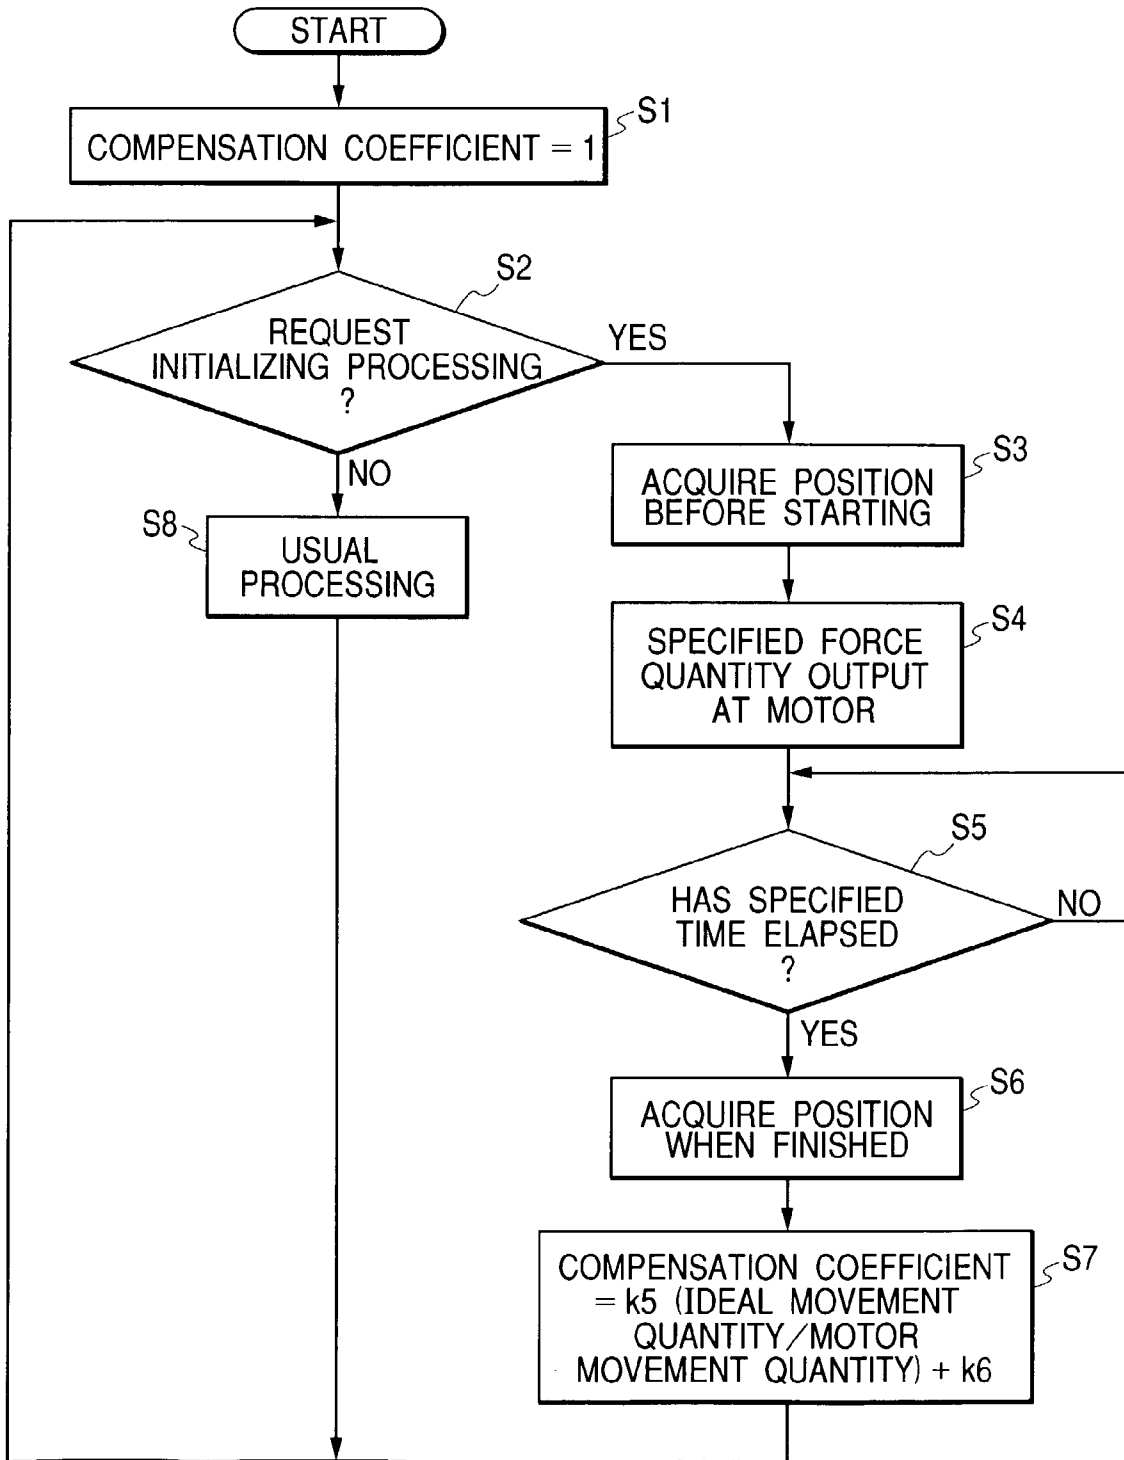 START
S1
COMPENSATION COEFFICIENT = 1
S2
REQUEST
INITIALIZING PROCESSING
?
YES
NO
S3
ACQUIRE POSITION
BEFORE STARTING
S8
USUAL
PROCESSING
S4
SPECIFIED FORCE
QUANTITY OUTPUT
AT MOTOR
S5
HAS SPECIFIED
TIME ELAPSED
?
NO
YES
S6
ACQUIRE POSITION
WHEN FINISHED
S7
COMPENSATION COEFFICIENT
= k5 (IDEAL MOVEMENT
QUANTITY/MOTOR
MOVEMENT QUANTITY) + k6